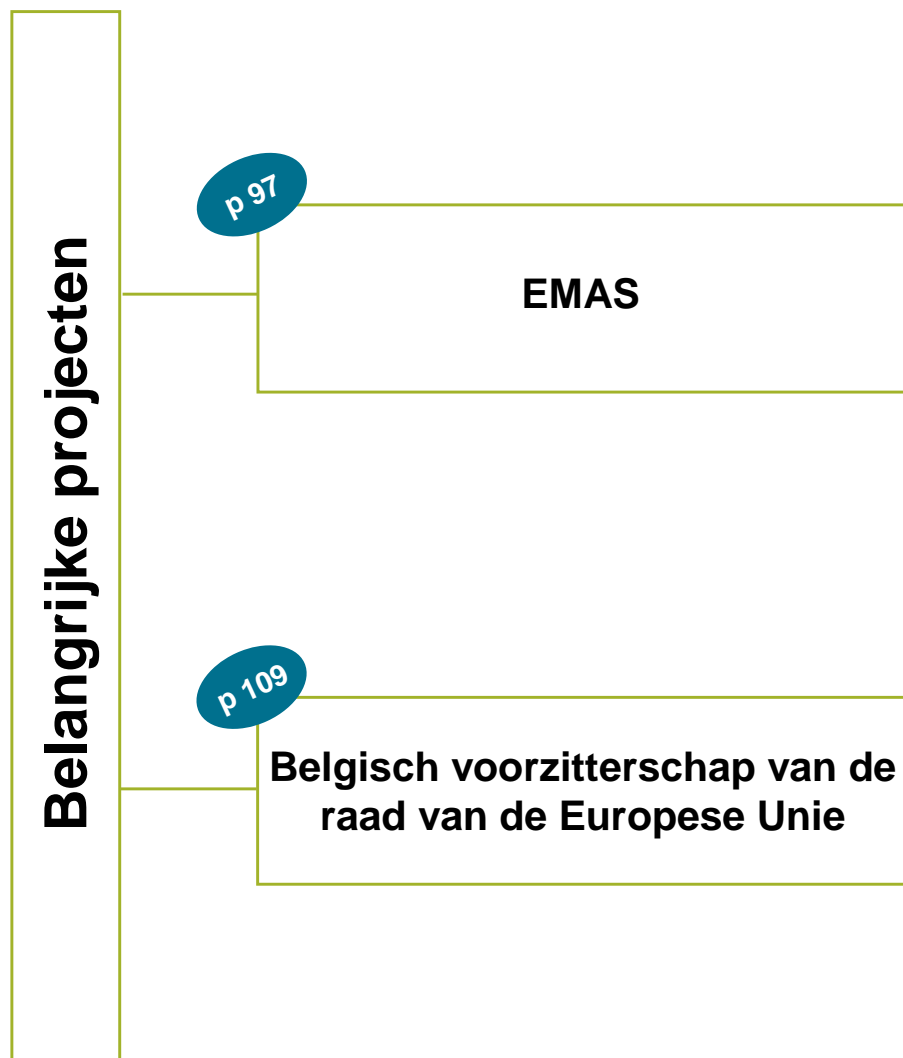 Belangrijke projecten
p 97
EMAS
p 109
Belgisch voorzitterschap van de
raad van de Europese Unie